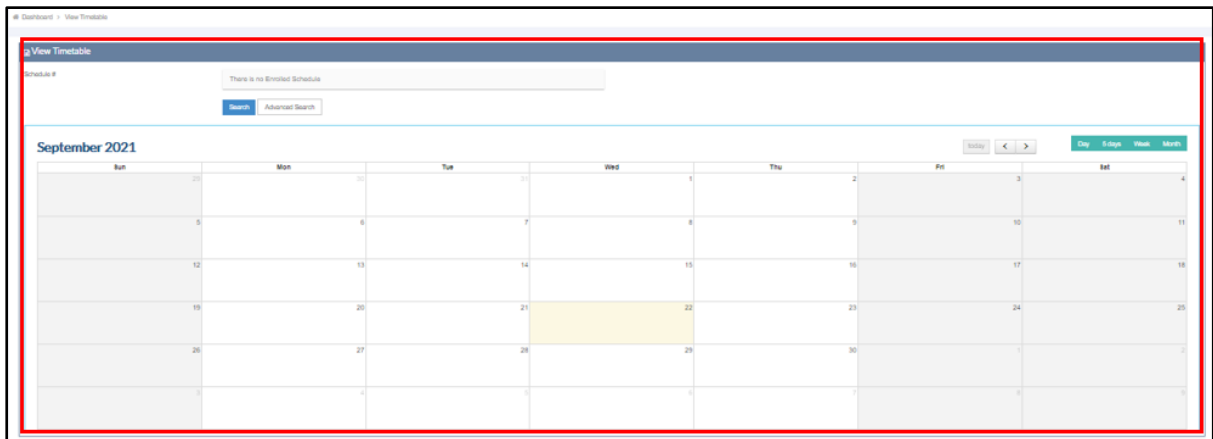 Dashboard > View Timetable
View Timetable
Schedule #
There is no Enrolled Schedule
Search Advanced Search
September 2021
today < > Day 5 days Week Month
Sun Mon Tue Wed Thu Fri Sat
29 30 31 1 2 3 4
5 6 7 8 9 10 11
12 13 14 15 16 17 18
19 20 21 22 23 24 25
26 27 28 29 30 1 2
3 4 5 6 7 8 9